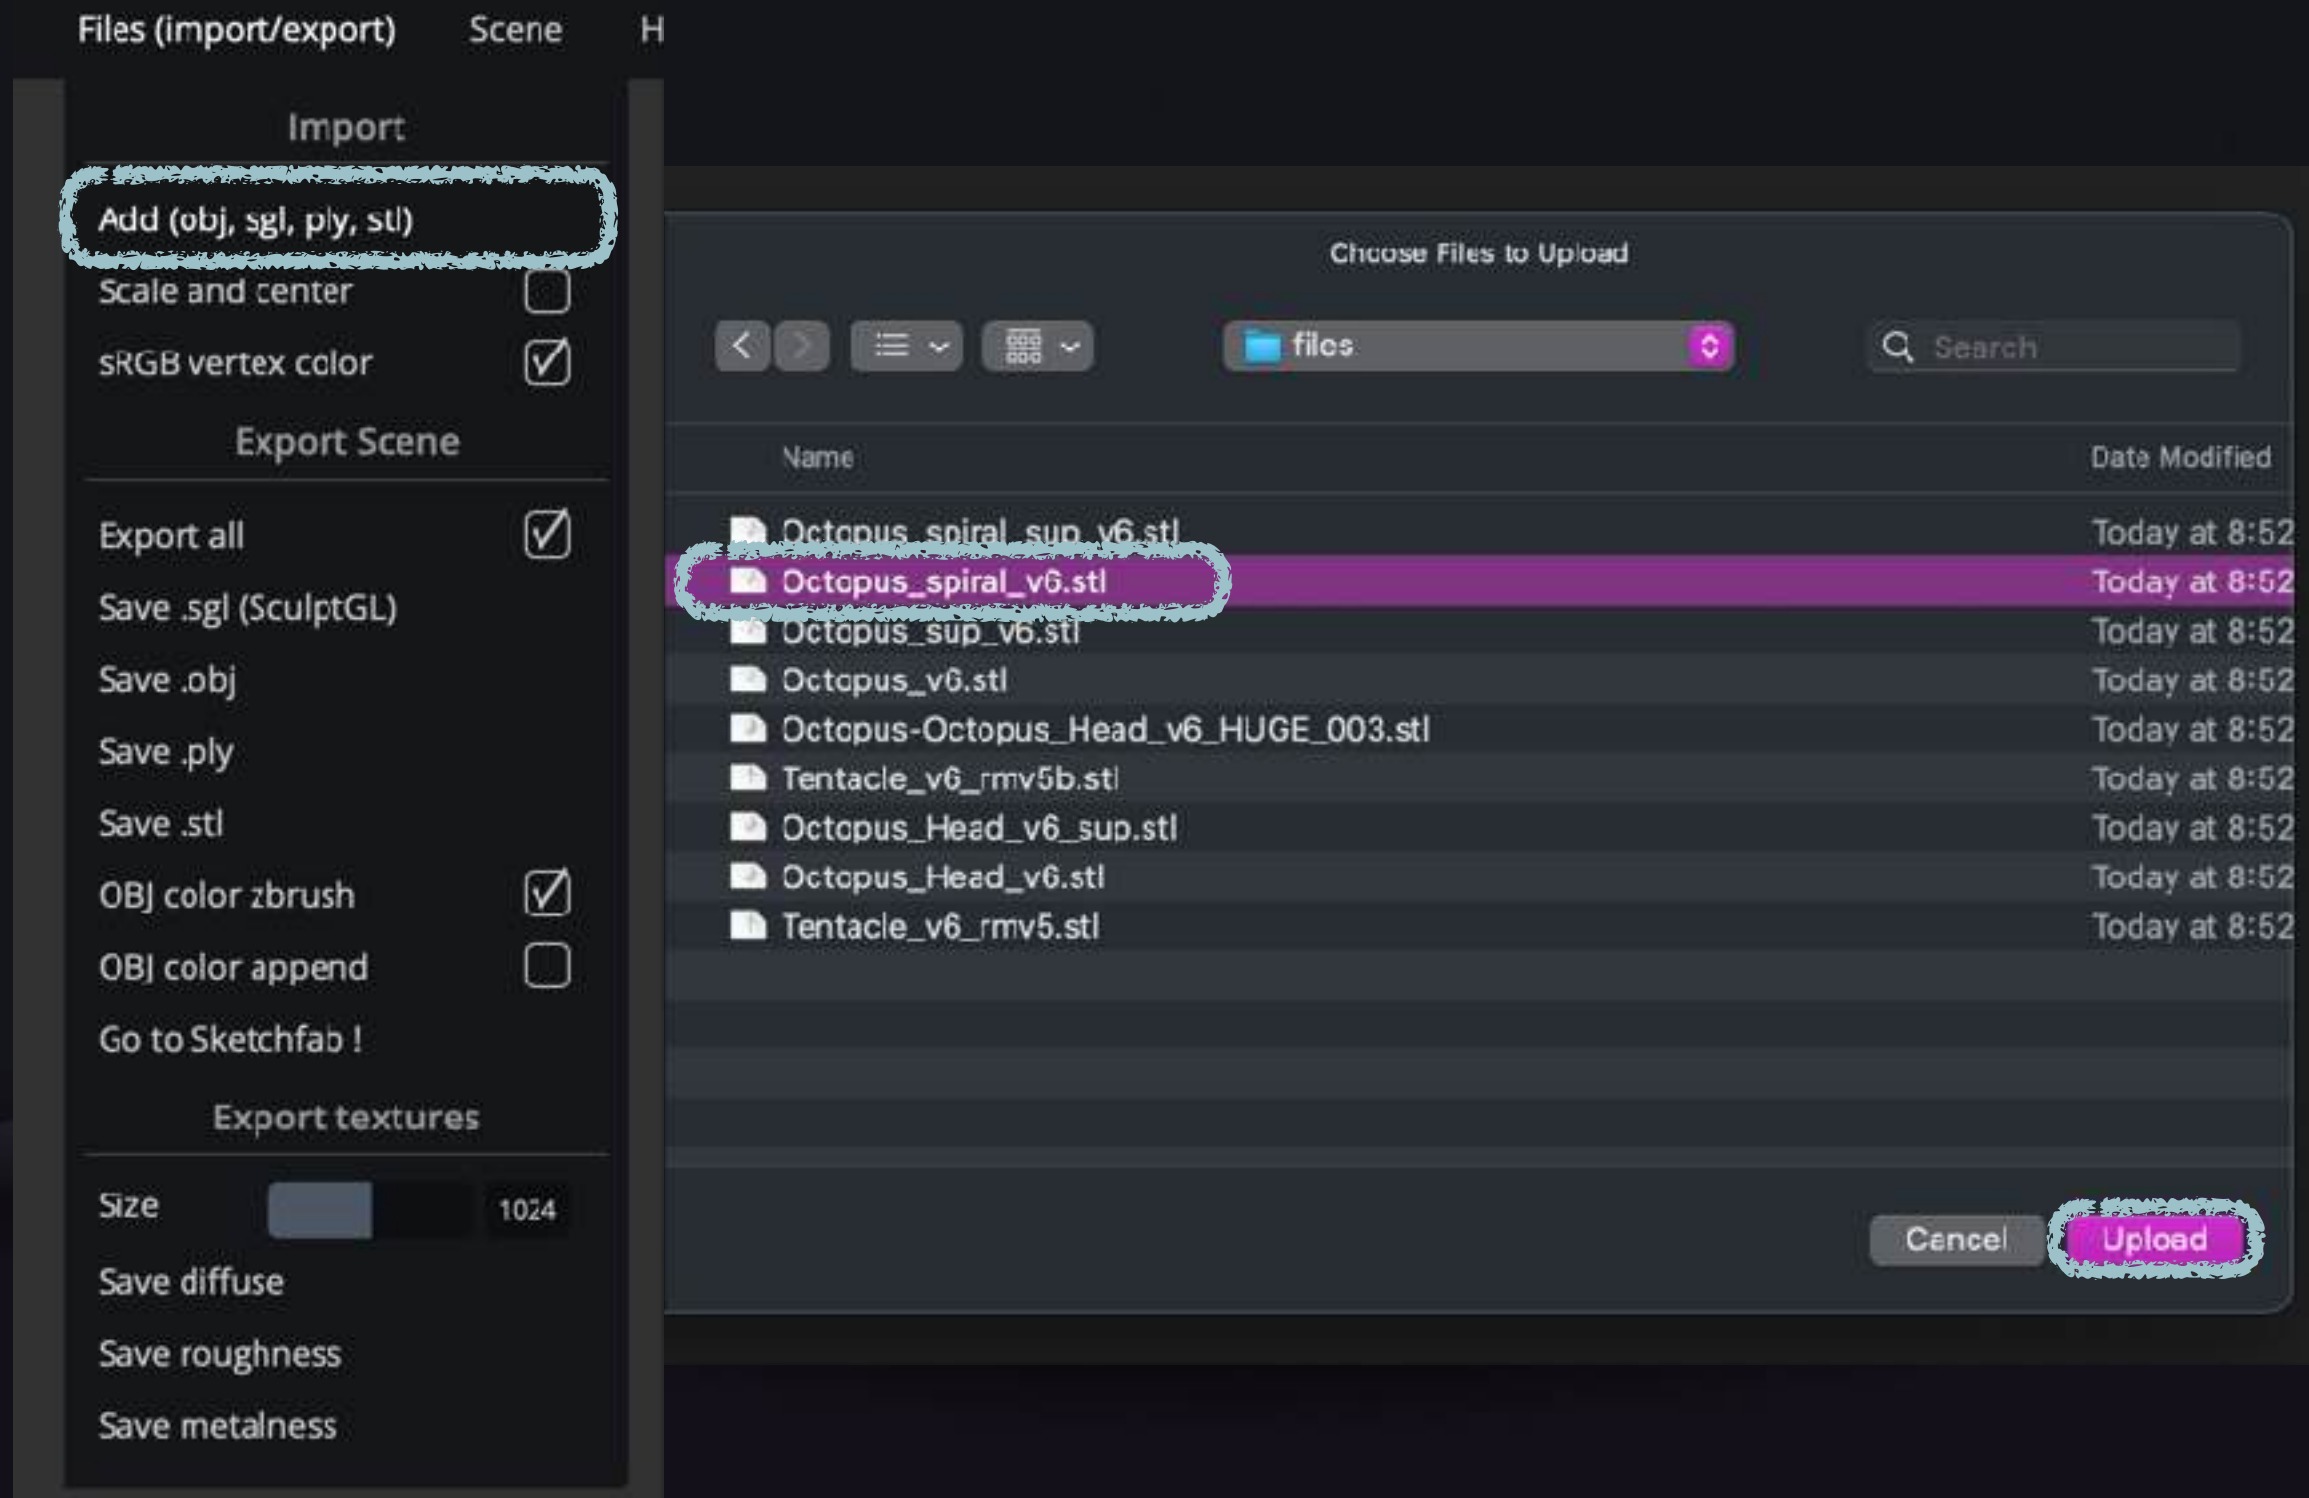 Files (import/export) Scene H
Import
Add (obj, sgl, ply, stl)
Scale and center
sRGB vertex color
Export Scene
Export all
Save .sgl (SculptGL)
Save .obj
Save .ply
Save .stl
OBJ color zbrush
OBJ color append
Go to Sketchfab !
Export textures
Size 1024
Save diffuse
Save roughness
Save metalness
Choose Files to Upload
files
Search
Name Date Modified
Octopus_spiral_sup_v6.stl Today at 8:52
Octopus_spiral_v6.stl Today at 8:52
Octopus_sup_v6.stl Today at 8:52
Octopus_v6.stl Today at 8:52
Octopus-Octopus_Head_v6_HUGE_003.stl Today at 8:52
Tentacle_v6_rmv5b.stl Today at 8:52
Octopus_Head_v6_sup.stl Today at 8:52
Octopus_Head_v6.stl Today at 8:52
Tentacle_v6_rmv5.stl Today at 8:52
Cancel Upload